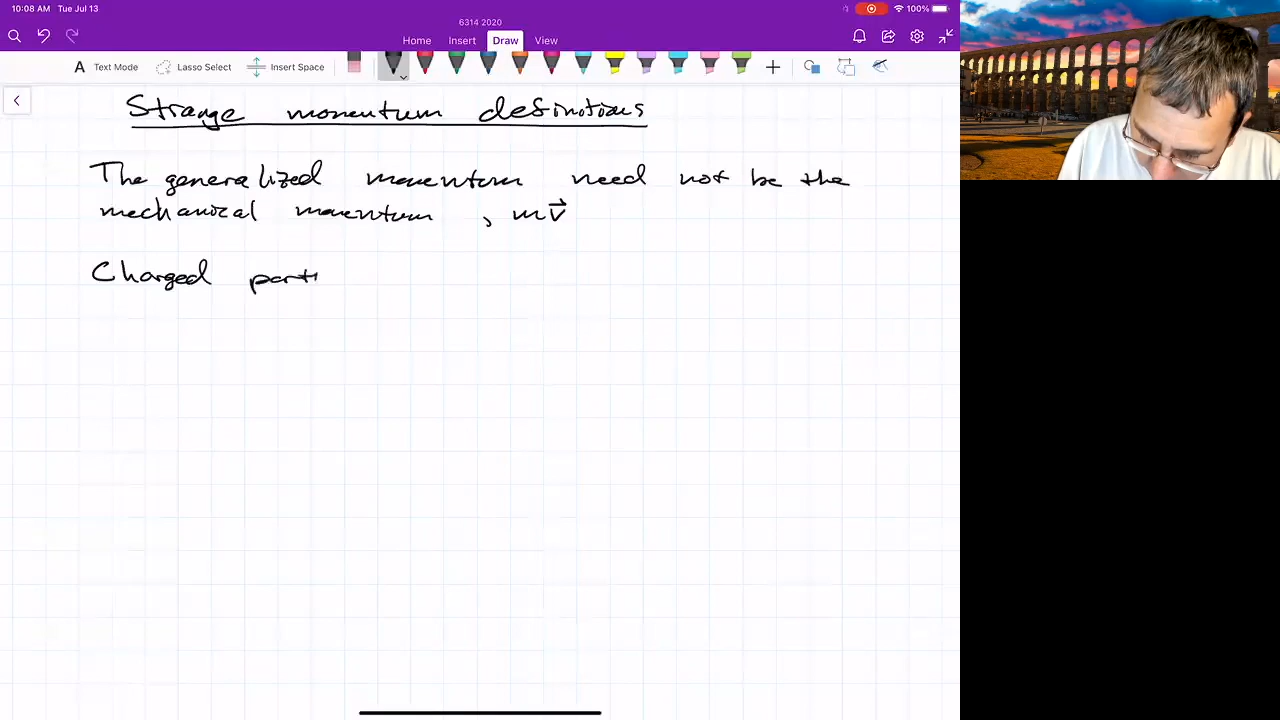 10:08 AM Tue Jul 13
100%
6314 2020
Home Insert Draw View
Text Mode Lasso Select Insert Space
Strange momentum definitions
The generalized momentum need not be the
mechanical momentum , mv⃗
Charged parti